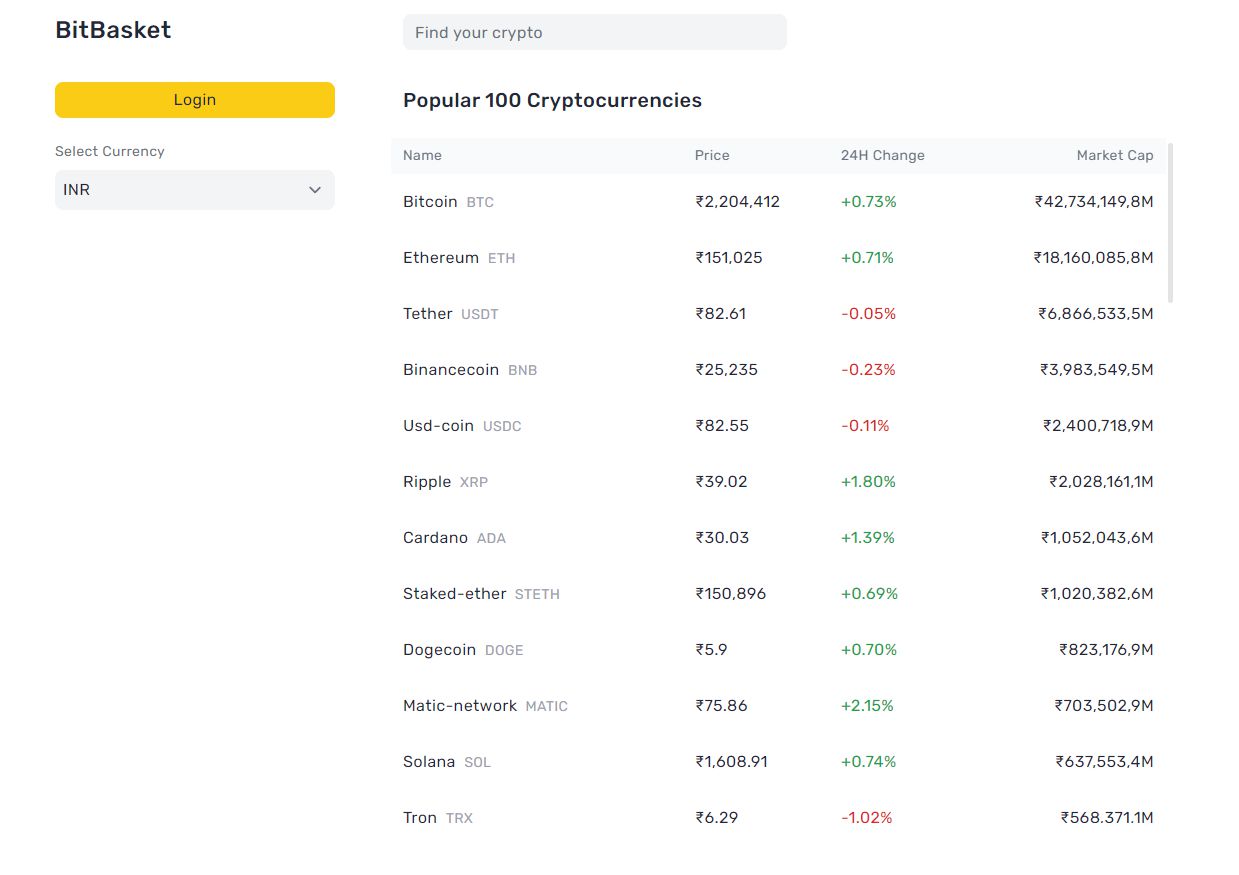 BitBasket
Find your crypto
Login
Select Currency
INR
Popular 100 Cryptocurrencies
Name Price 24H Change Market Cap
Bitcoin BTC ₹2,204,412 +0.73% ₹42,734,149,8M
Ethereum ETH ₹151,025 +0.71% ₹18,160,085,8M
Tether USDT ₹82.61 -0.05% ₹6,866,533,5M
Binancecoin BNB ₹25,235 -0.23% ₹3,983,549,5M
Usd-coin USDC ₹82.55 -0.11% ₹2,400,718,9M
Ripple XRP ₹39.02 +1.80% ₹2,028,161,1M
Cardano ADA ₹30.03 +1.39% ₹1,052,043,6M
Staked-ether STETH ₹150,896 +0.69% ₹1,020,382,6M
Dogecoin DOGE ₹5.9 +0.70% ₹823,176,9M
Matic-network MATIC ₹75.86 +2.15% ₹703,502,9M
Solana SOL ₹1,608.91 +0.74% ₹637,553,4M
Tron TRX ₹6.29 -1.02% ₹568.371.1M